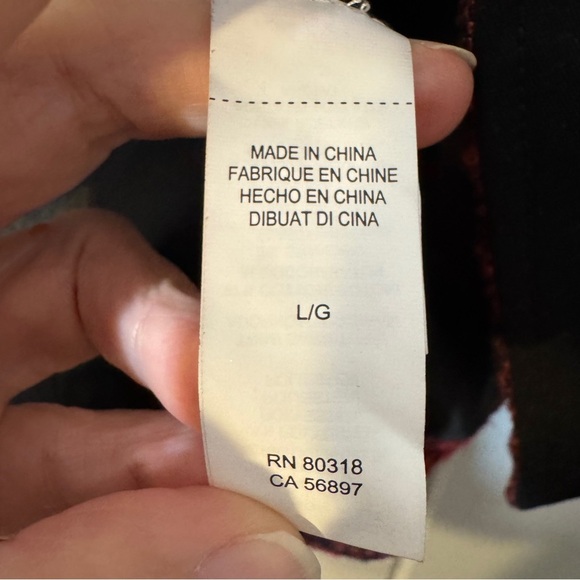 MADE IN CHINA
FABRIQUE EN CHINE
HECHO EN CHINA
DIBUAT DI CINA
L/G
RN 80318
CA 56897